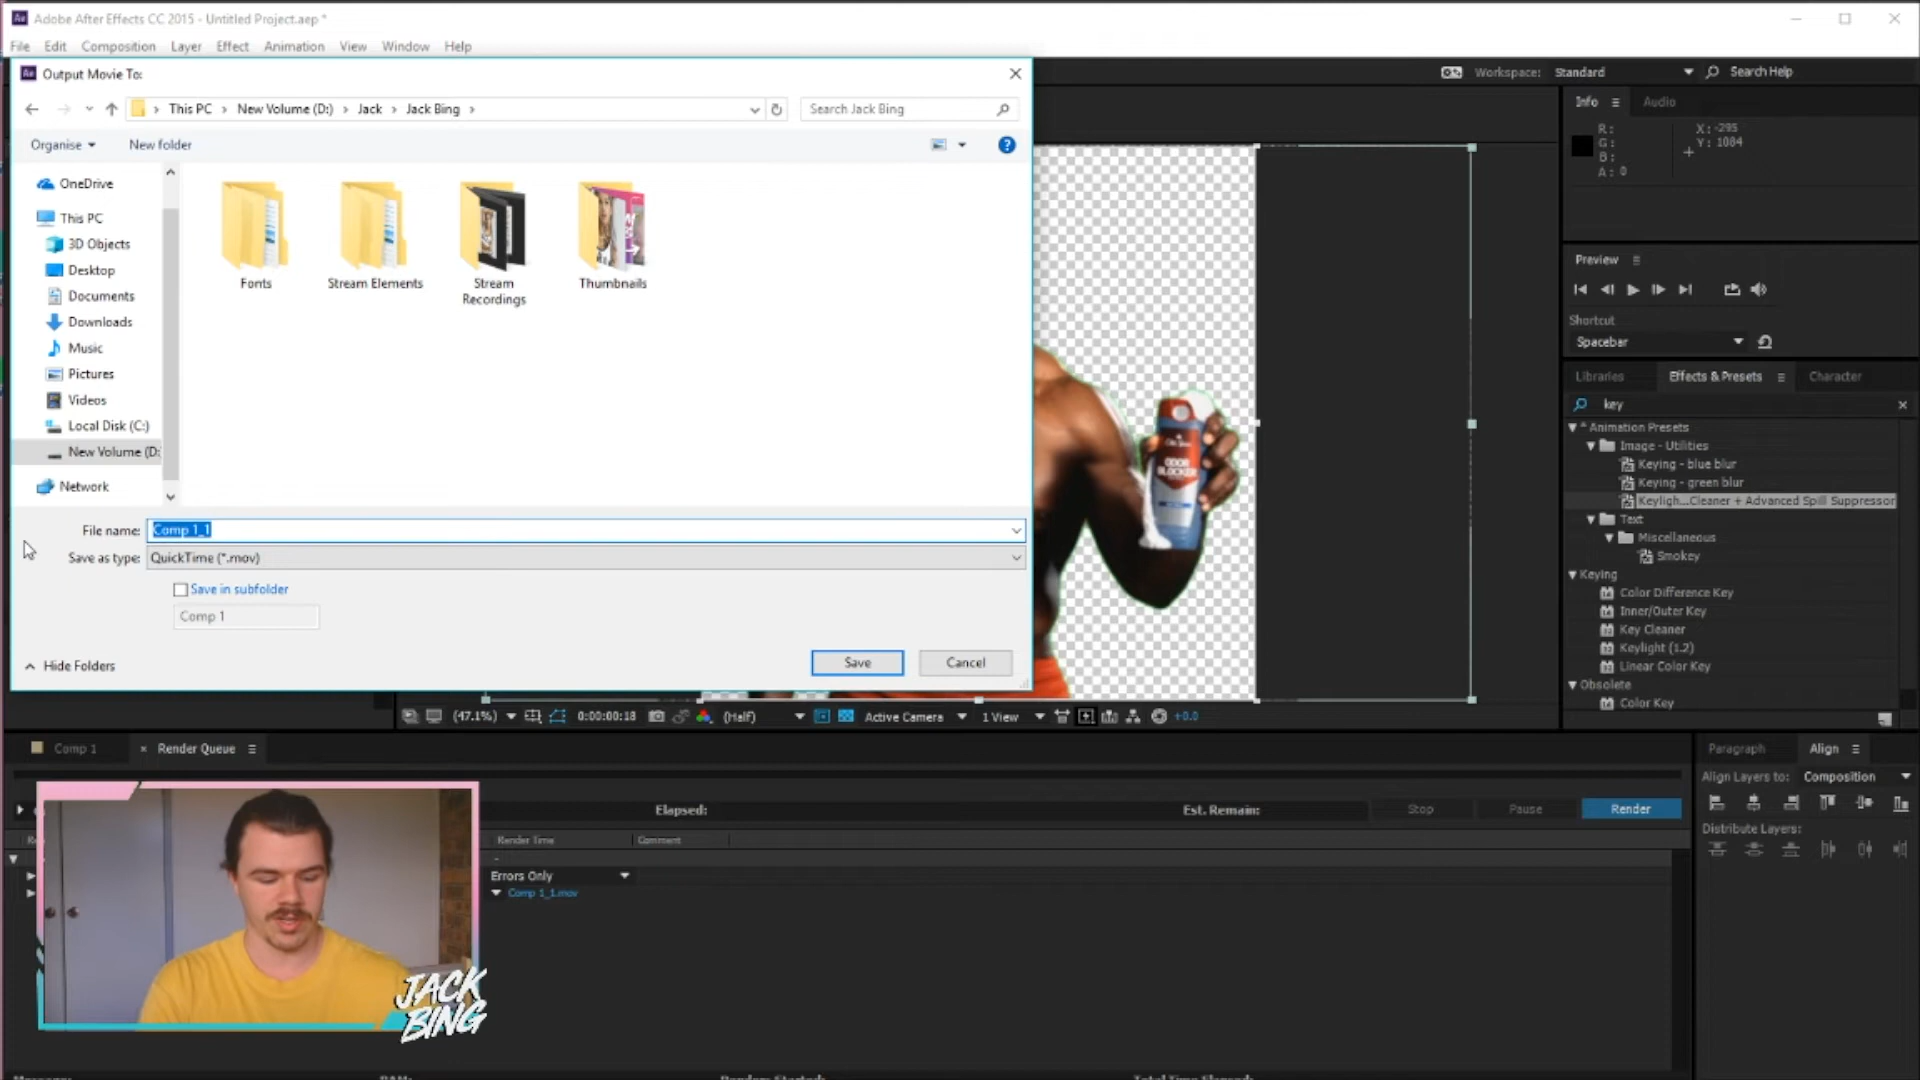 Adobe After Effects CC 2015 - Untitled Project.aep *
File Edit Composition Layer Effect Animation View Window Help
Output Movie To:
This PC > New Volume (D:) > Jack > Jack Bing >
Search Jack Bing
Organise
New folder
OneDrive
This PC
3D Objects
Desktop
Documents
Downloads
Music
Pictures
Videos
Local Disk (C:)
New Volume (D:
Network
Fonts
Stream Elements
Stream
Recordings
Thumbnails
File name: Comp 1_1
Save as type: QuickTime (*.mov)
Save in subfolder
Comp 1
Hide Folders
Save
Cancel
Workspace: Standard
Search Help
Info
Audio
R:
G:
B:
A: 0
X: -295
Y: 1084
Preview
Shortcut
Spacebar
Libraries
Effects & Presets
Character
key
* Animation Presets
Image - Utilities
Keying - blue blur
Keying - green blur
Keyligh...Cleaner + Advanced Spill Suppressor
Text
Miscellaneous
Smokey
Keying
Color Difference Key
Inner/Outer Key
Key Cleaner
Keylight (1.2)
Linear Color Key
Obsolete
Color Key
Old Spice
ODOR
BLOCKER
(47.1%)
0:00:00:18
(Half)
Active Camera
1 View
+0.0
Comp 1
× Render Queue
Elapsed:
Est. Remain:
Stop
Pause
Render
Render Time
Comment
-
Errors Only
Comp 1_1.mov
Paragraph
Align
Align Layers to: Composition
Distribute Layers:
JACK
BING